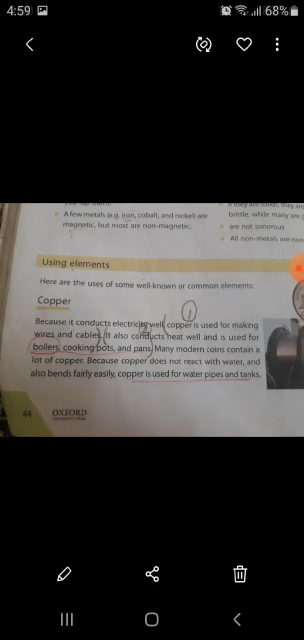 4:59
68%
A few metals (e.g. iron, cobalt, and nickel) are
magnetic, but most are non-magnetic.
brittle, while many are
are not sonorous
All non-metals are
Using elements
Here are the uses of some well-known or common elements:
Copper
1
Because it conducts electricity well, copper is used for making
wires and cables. It also conducts heat well and is used for
boilers, cooking pots, and pans. Many modern coins contain a
lot of copper. Because copper does not react with water, and
also bends fairly easily, copper is used for water pipes and tanks.
44 OXFORD
UNIVERSITY PRESS